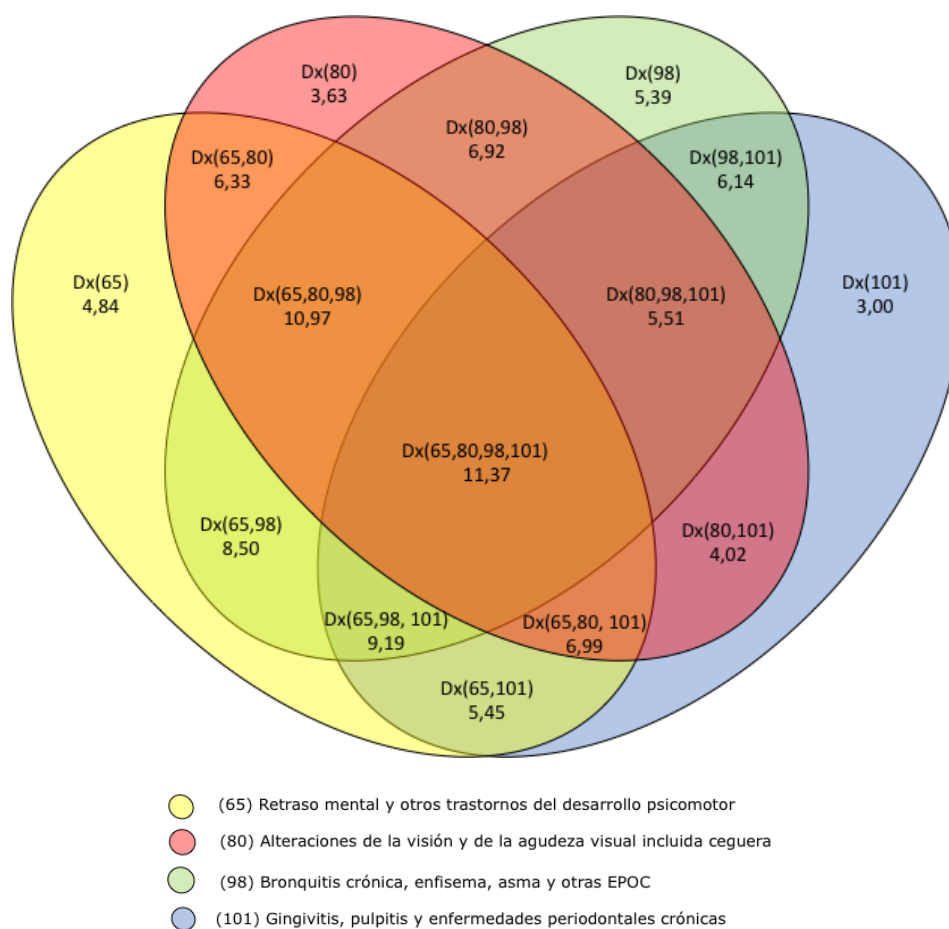 Dx(80)
3,63
Dx(98)
5,39
Dx(80,98)
6,92
Dx(65,80)
6,33
Dx(98,101)
6,14
Dx(65)
4,84
Dx(65,80,98)
10,97
Dx(80,98,101)
5,51
Dx(101)
3,00
Dx(65,80,98,101)
11,37
Dx(65,98)
8,50
Dx(80,101)
4,02
Dx(65,98, 101)
9,19
Dx(65,80, 101)
6,99
Dx(65,101)
5,45
(65) Retraso mental y otros trastornos del desarrollo psicomotor
(80) Alteraciones de la visión y de la agudeza visual incluida ceguera
(98) Bronquitis crónica, enfisema, asma y otras EPOC
(101) Gingivitis, pulpitis y enfermedades periodontales crónicas